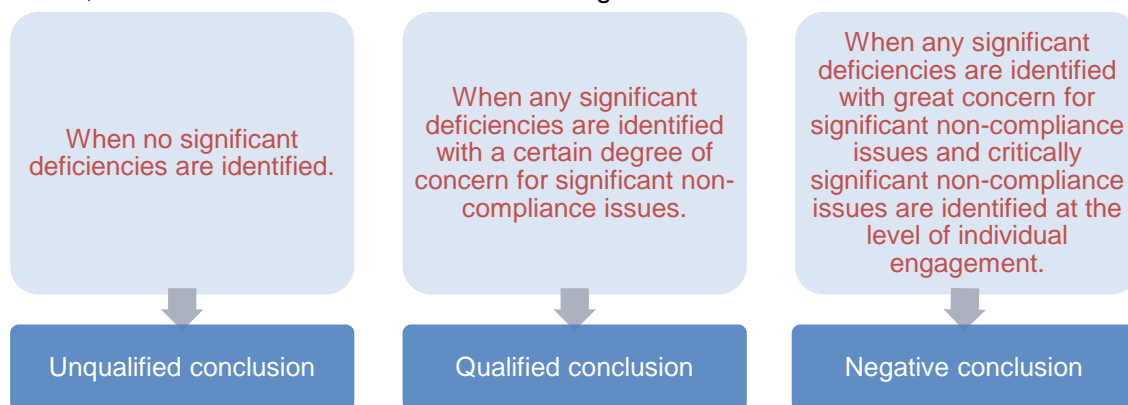 When no significant
deficiencies are identified.
When any significant
deficiencies are identified
with a certain degree of
concern for significant non-
compliance issues.
When any significant
deficiencies are identified
with great concern for
significant non-compliance
issues and critically
significant non-compliance
issues are identified at the
level of individual
engagement.
Unqualified conclusion
Qualified conclusion
Negative conclusion